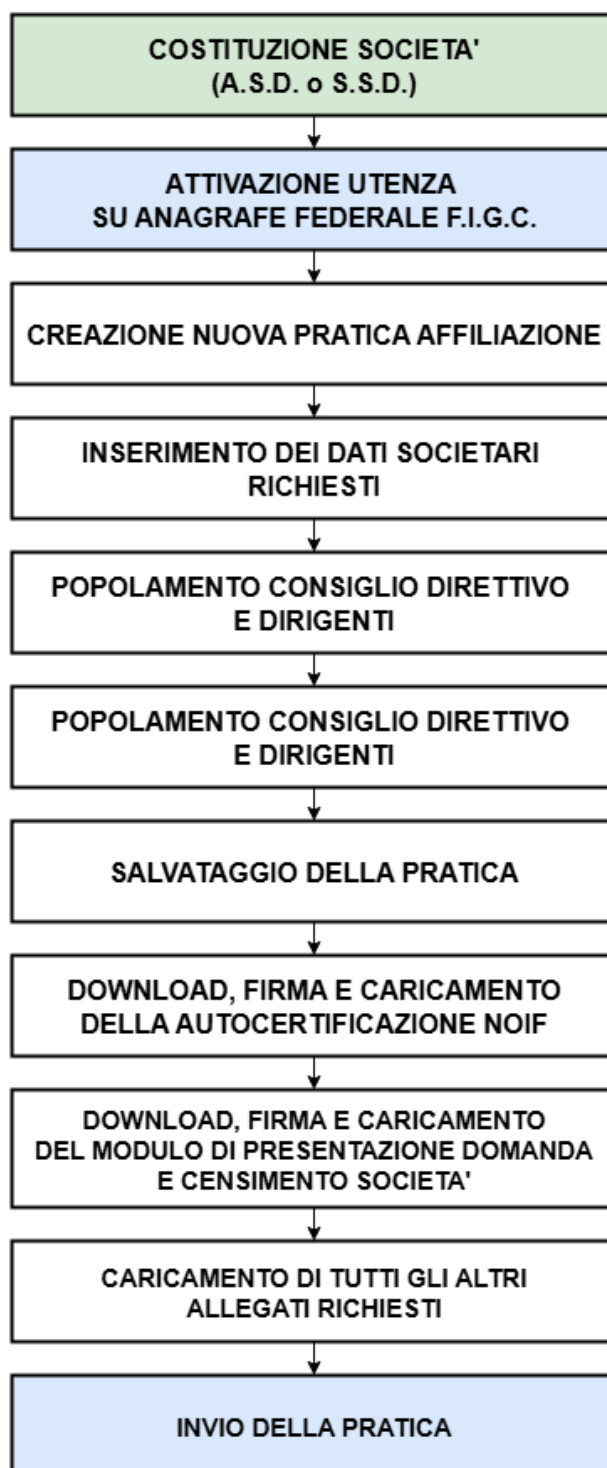 COSTITUZIONE SOCIETA'
(A.S.D. o S.S.D.)
ATTIVAZIONE UTENZA
SU ANAGRAFE FEDERALE F.I.G.C.
CREAZIONE NUOVA PRATICA AFFILIAZIONE
INSERIMENTO DEI DATI SOCIETARI
RICHIESTI
POPOLAMENTO CONSIGLIO DIRETTIVO
E DIRIGENTI
POPOLAMENTO CONSIGLIO DIRETTIVO
E DIRIGENTI
SALVATAGGIO DELLA PRATICA
DOWNLOAD, FIRMA E CARICAMENTO
DELLA AUTOCERTIFICAZIONE NOIF
DOWNLOAD, FIRMA E CARICAMENTO
DEL MODULO DI PRESENTAZIONE DOMANDA
E CENSIMENTO SOCIETA'
CARICAMENTO DI TUTTI GLI ALTRI
ALLEGATI RICHIESTI
INVIO DELLA PRATICA